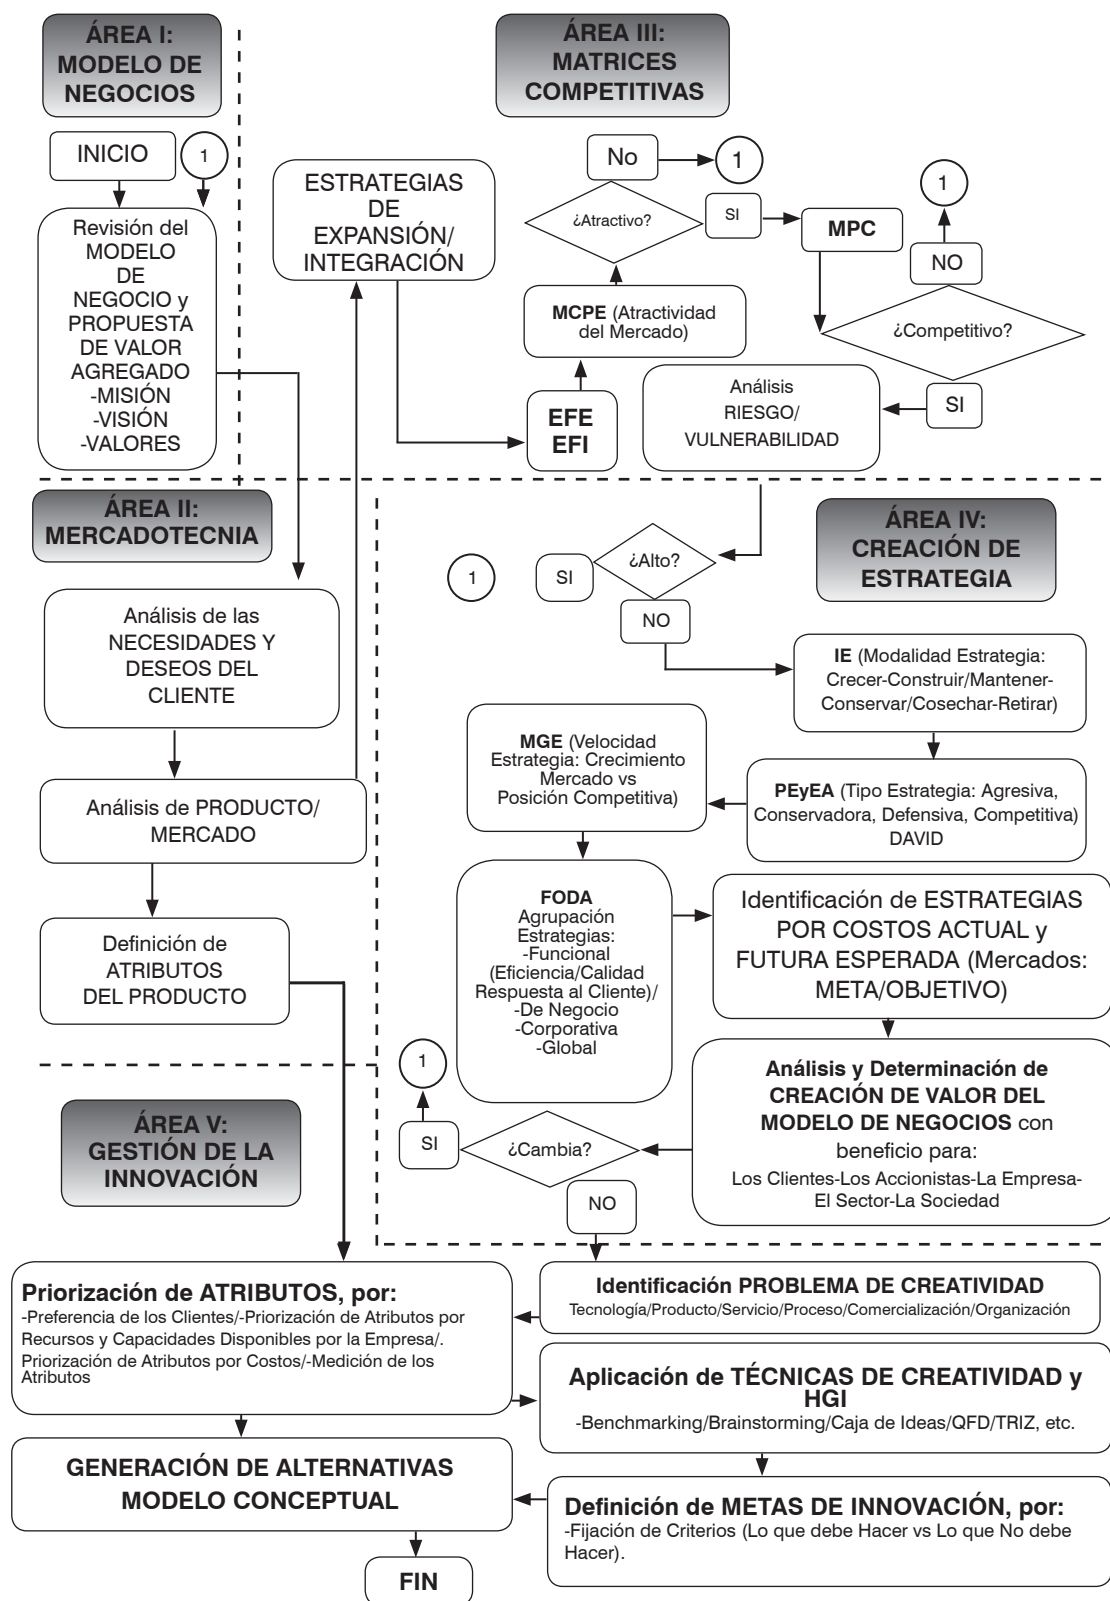 ÁREA I:
MODELO DE
NEGOCIOS
INICIO
1
Revisión del
MODELO
DE
NEGOCIO y
PROPUESTA
DE VALOR
AGREGADO
-MISIÓN
-VISIÓN
-VALORES
ÁREA III:
MATRICES
COMPETITIVAS
ESTRATEGIAS
DE
EXPANSIÓN/
INTEGRACIÓN
No
1
¿Atractivo?
SI
MPC
1
NO
¿Competitivo?
SI
MCPE (Atractividad
del Mercado)
EFE
EFI
Análisis
RIESGO/
VULNERABILIDAD
ÁREA II:
MERCADOTECNIA
Análisis de las
NECESIDADES Y
DESEOS DEL
CLIENTE
Análisis de PRODUCTO/
MERCADO
Definición de
ATRIBUTOS
DEL PRODUCTO
ÁREA IV:
CREACIÓN DE
ESTRATEGIA
¿Alto?
SI
1
NO
IE (Modalidad Estrategia:
Crecer-Construir/Mantener-
Conservar/Cosechar-Retirar)
PEyEA (Tipo Estrategia: Agresiva,
Conservadora, Defensiva, Competitiva)
DAVID
MGE (Velocidad
Estrategia: Crecimiento
Mercado vs
Posición Competitiva)
FODA
Agrupación
Estrategias:
-Funcional
(Eficiencia/Calidad
Respuesta al Cliente)/
-De Negocio
-Corporativa
-Global
Identificación de ESTRATEGIAS
POR COSTOS ACTUAL y
FUTURA ESPERADA (Mercados:
META/OBJETIVO)
Análisis y Determinación de
CREACIÓN DE VALOR DEL
MODELO DE NEGOCIOS con
beneficio para:
Los Clientes-Los Accionistas-La Empresa-
El Sector-La Sociedad
¿Cambia?
SI
1
NO
ÁREA V:
GESTIÓN DE LA
INNOVACIÓN
Identificación PROBLEMA DE CREATIVIDAD
Tecnología/Producto/Servicio/Proceso/Comercialización/Organización
Priorización de ATRIBUTOS, por:
-Preferencia de los Clientes/-Priorización de Atributos por
Recursos y Capacidades Disponibles por la Empresa/.
Priorización de Atributos por Costos/-Medición de los
Atributos
Aplicación de TÉCNICAS DE CREATIVIDAD y
HGI
-Benchmarking/Brainstorming/Caja de Ideas/QFD/TRIZ, etc.
Definición de METAS DE INNOVACIÓN, por:
-Fijación de Criterios (Lo que debe Hacer vs Lo que No debe
Hacer).
GENERACIÓN DE ALTERNATIVAS
MODELO CONCEPTUAL
FIN